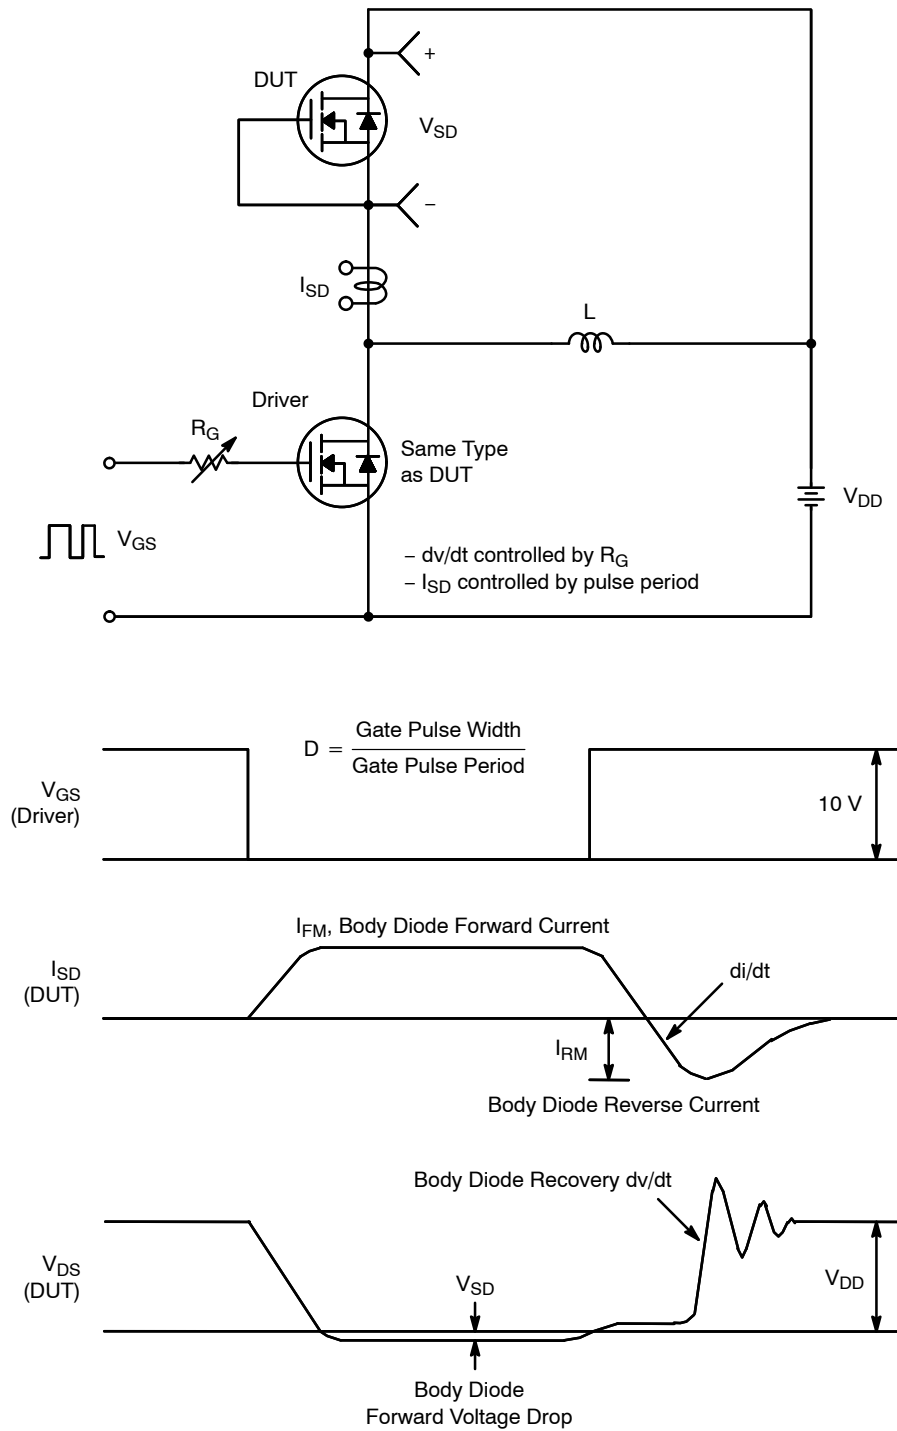 +
DUT
V_SD
−
I_SD
L
Driver
R_G
Same Type
as DUT
V_DD
V_GS
− dv/dt controlled by R_G
− I_SD controlled by pulse period
D = Gate Pulse Width
Gate Pulse Period
V_GS
(Driver)
10 V
I_FM, Body Diode Forward Current
I_SD
(DUT)
di/dt
I_RM
Body Diode Reverse Current
Body Diode Recovery dv/dt
V_DS
(DUT)
V_SD
V_DD
Body Diode
Forward Voltage Drop